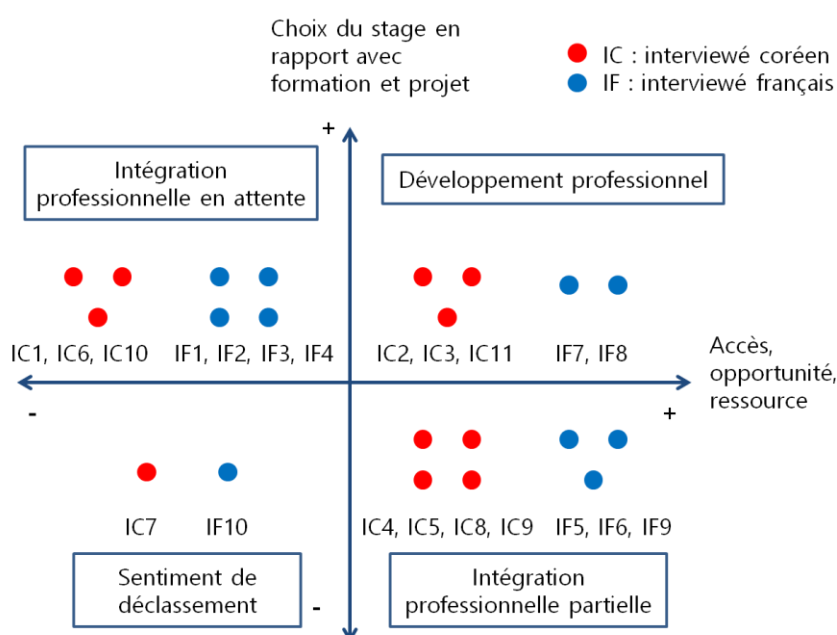 Choix du stage en
rapport avec
formation et projet
IC : interviewé coréen
IF : interviewé français
+
Intégration
professionnelle en attente
Développement professionnel
IC1, IC6, IC10
IF1, IF2, IF3, IF4
IC2, IC3, IC11
IF7, IF8
Accès,
opportunité,
ressource
-
+
IC7
IF10
IC4, IC5, IC8, IC9
IF5, IF6, IF9
Sentiment de
déclassement
-
Intégration
professionnelle partielle